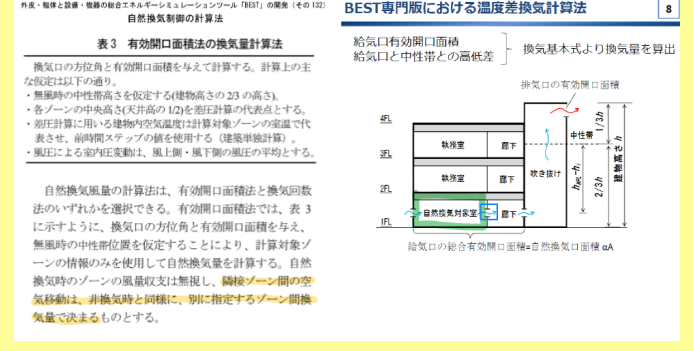 外皮・躯体と設備・機器の総合エネルギーシミュレーションツール「BEST」の開発（その132）
自然換気制御の計算法
表3　有効開口面積法の換気量計算法
換気口の方位角と有効開口面積を与えて計算する。計算上の主
な仮定は以下の通り。
・無風時の中性帯高さを仮定する(建物高さの 2/3 の高さ)。
・各ゾーンの中央高さ(天井高の 1/2)を差圧計算の代表点とする。
・差圧計算に用いる建物内空気温度は計算対象ゾーンの室温で代
表させ、前時間ステップの値を使用する（建築単独計算）。
・風圧による室内圧変動は、風上側・風下側の風圧の平均とする。
自然換気風量の計算法は、有効開口面積法と換気回数
法のいずれかを選択できる。有効開口面積法では、表 3
に示すように、換気口の方位角と有効開口面積を与え、
無風時の中性帯位置を仮定することにより、計算対象ゾ
ーンの情報のみを使用して自然換気量を計算する。自然
換気時のゾーンの風量収支は無視し、隣接ゾーン間の空
気移動は、非換気時と同様に、別に指定するゾーン間換
気量で決まるものとする。
BEST専門版における温度差換気計算法
8
給気口有効開口面積
給気口と中性帯との高低差
換気基本式より換気量を算出
排気口の有効開口面積
4FL
3FL
2FL
1FL
執務室
廊下
執務室
廊下
自然換気対象室
廊下
吹き抜け
中性帯
hNPL-hi
1/3h
2/3h
建物高さ h
給気口の総合有効開口面積=自然換気口面積 αA